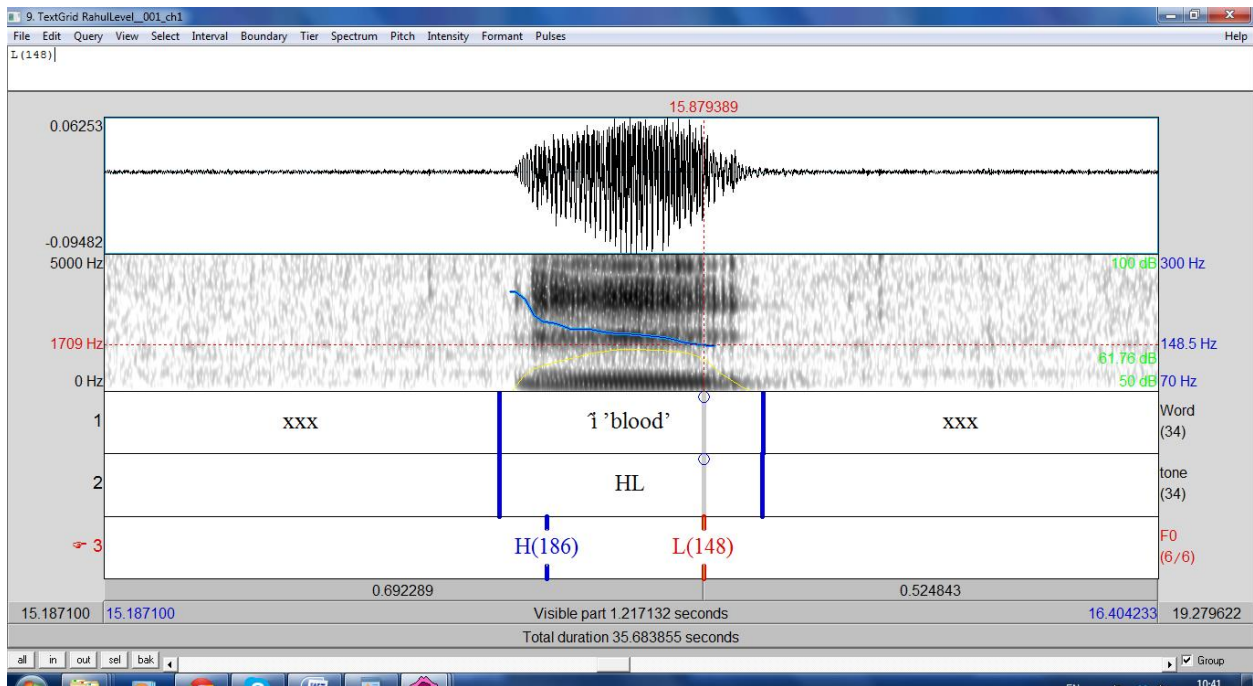 9. TextGrid RahulLevel_001_ch1
File Edit Query View Select Interval Boundary Tier Spectrum Pitch Intensity Formant Pulses Help
L(148)
15.879389
0.06253
-0.09482
5000 Hz 100 dB 300 Hz
1709 Hz 148.5 Hz
61.76 dB
0 Hz 50 dB 70 Hz
1 xxx 'blood’ xxx Word
(34)
2 HL tone
(34)
3 H(186) L(148) F0
(6/6)
0.692289 0.524843
15.187100 15.187100 Visible part 1.217132 seconds 16.404233 19.279622
Total duration 35.683855 seconds
all in out sel bak Group
10:41